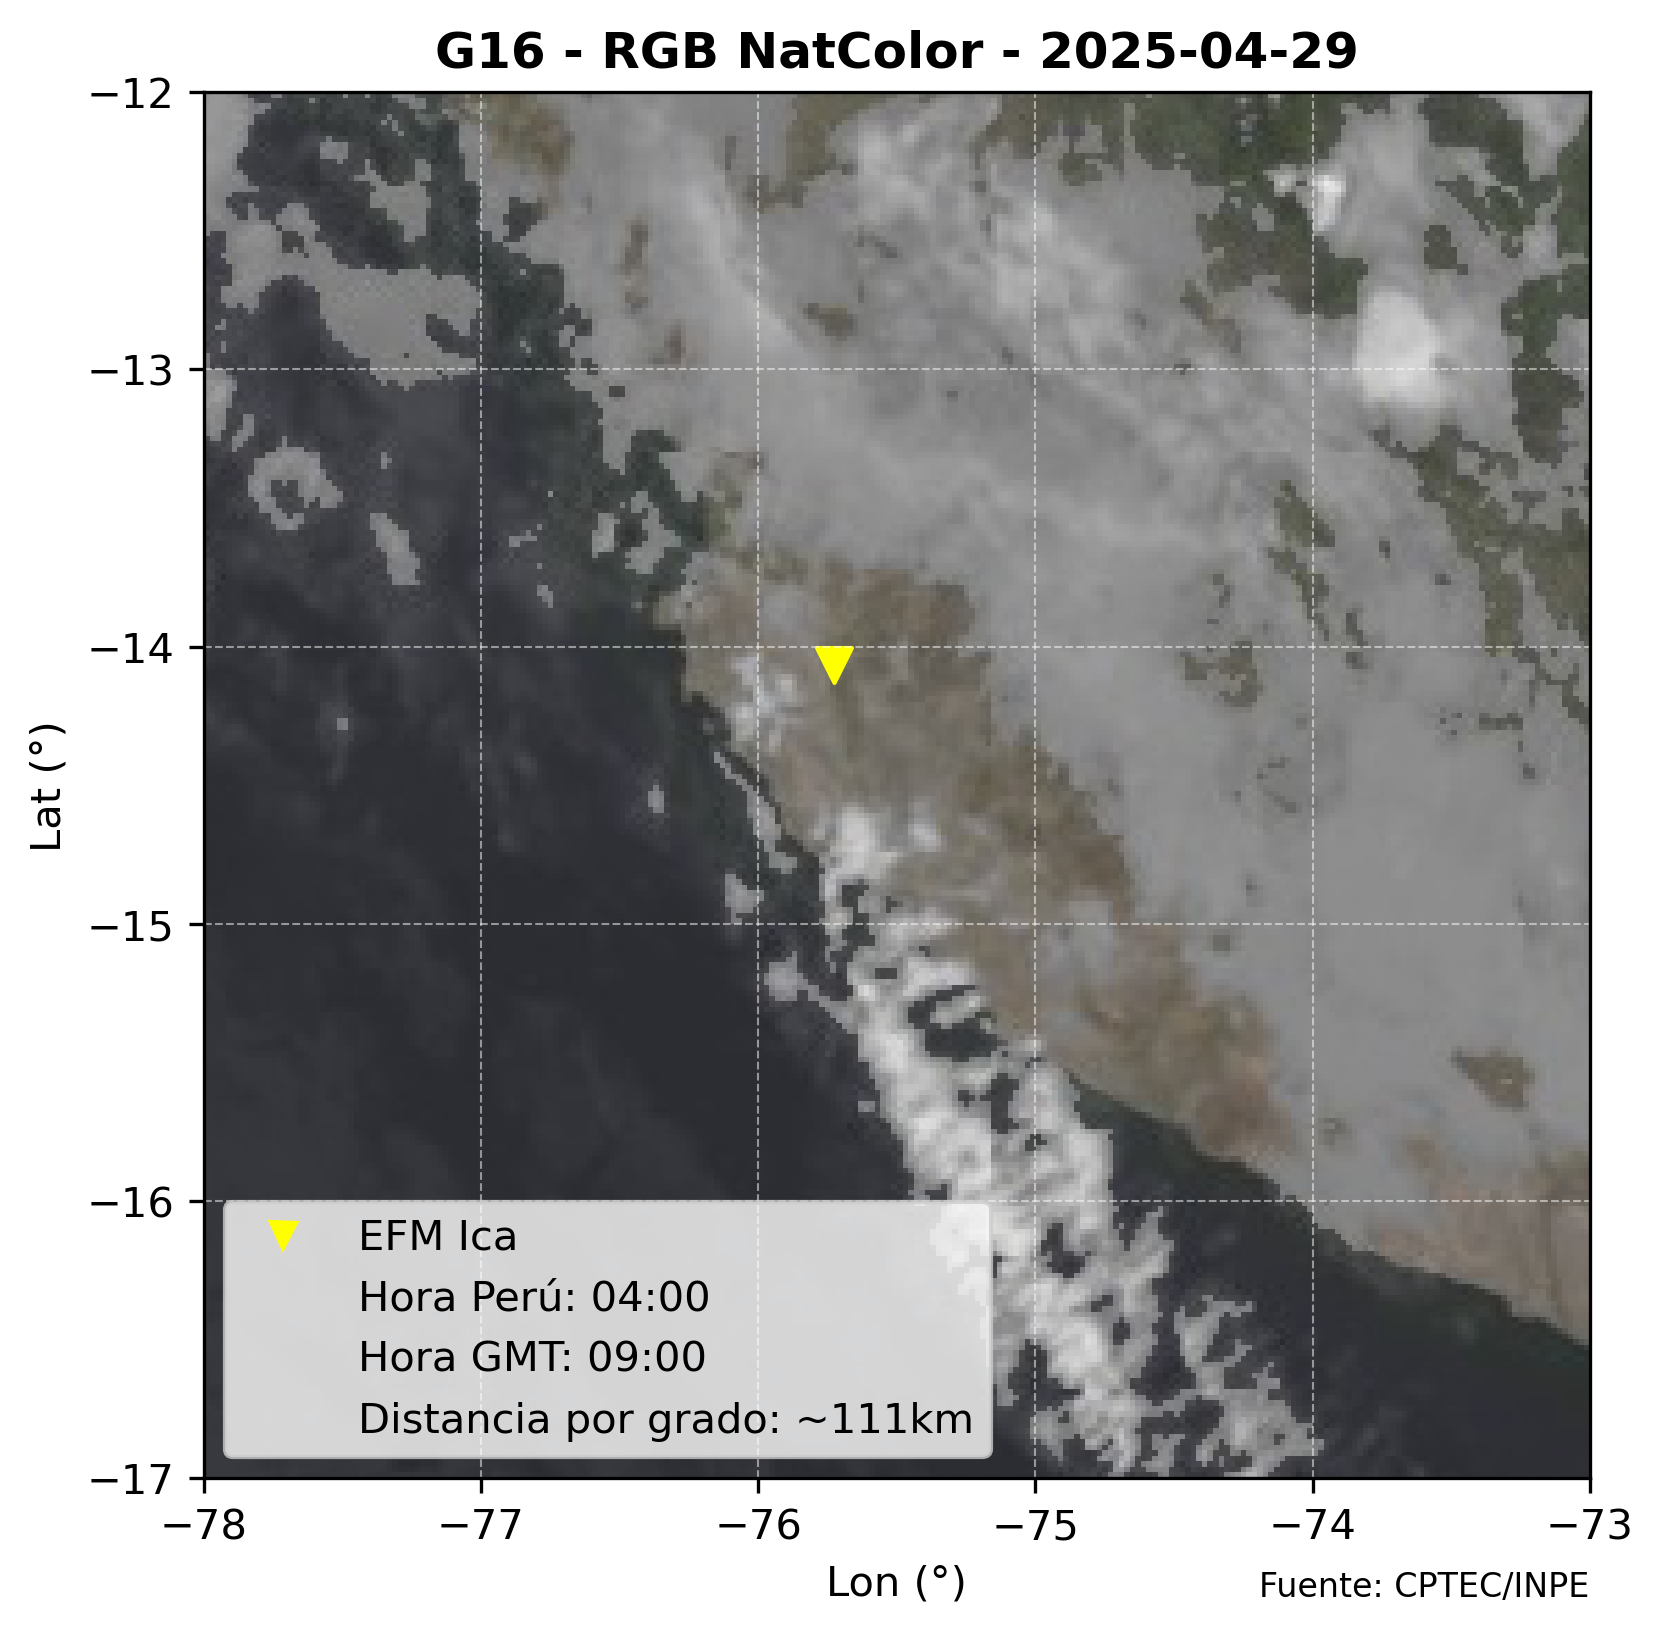 G16 - RGB NatColor - 2025-04-29
−12
−13
−14
−15
−16
−17
Lat (°)
EFM Ica
Hora Perú: 04:00
Hora GMT: 09:00
Distancia por grado: ~111km
−78
−77
−76
−75
−74
−73
Lon (°)
Fuente: CPTEC/INPE